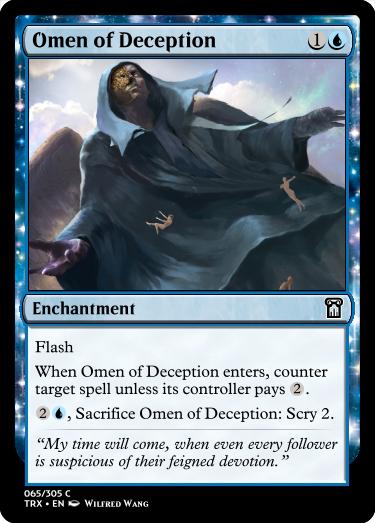 Omen of Deception 1
Enchantment
Flash
When Omen of Deception enters, counter
target spell unless its controller pays 2.
2, Sacrifice Omen of Deception: Scry 2.
“My time will come, when even every follower
is suspicious of their feigned devotion.”
065/305 C
TRX • EN Wilfred Wang